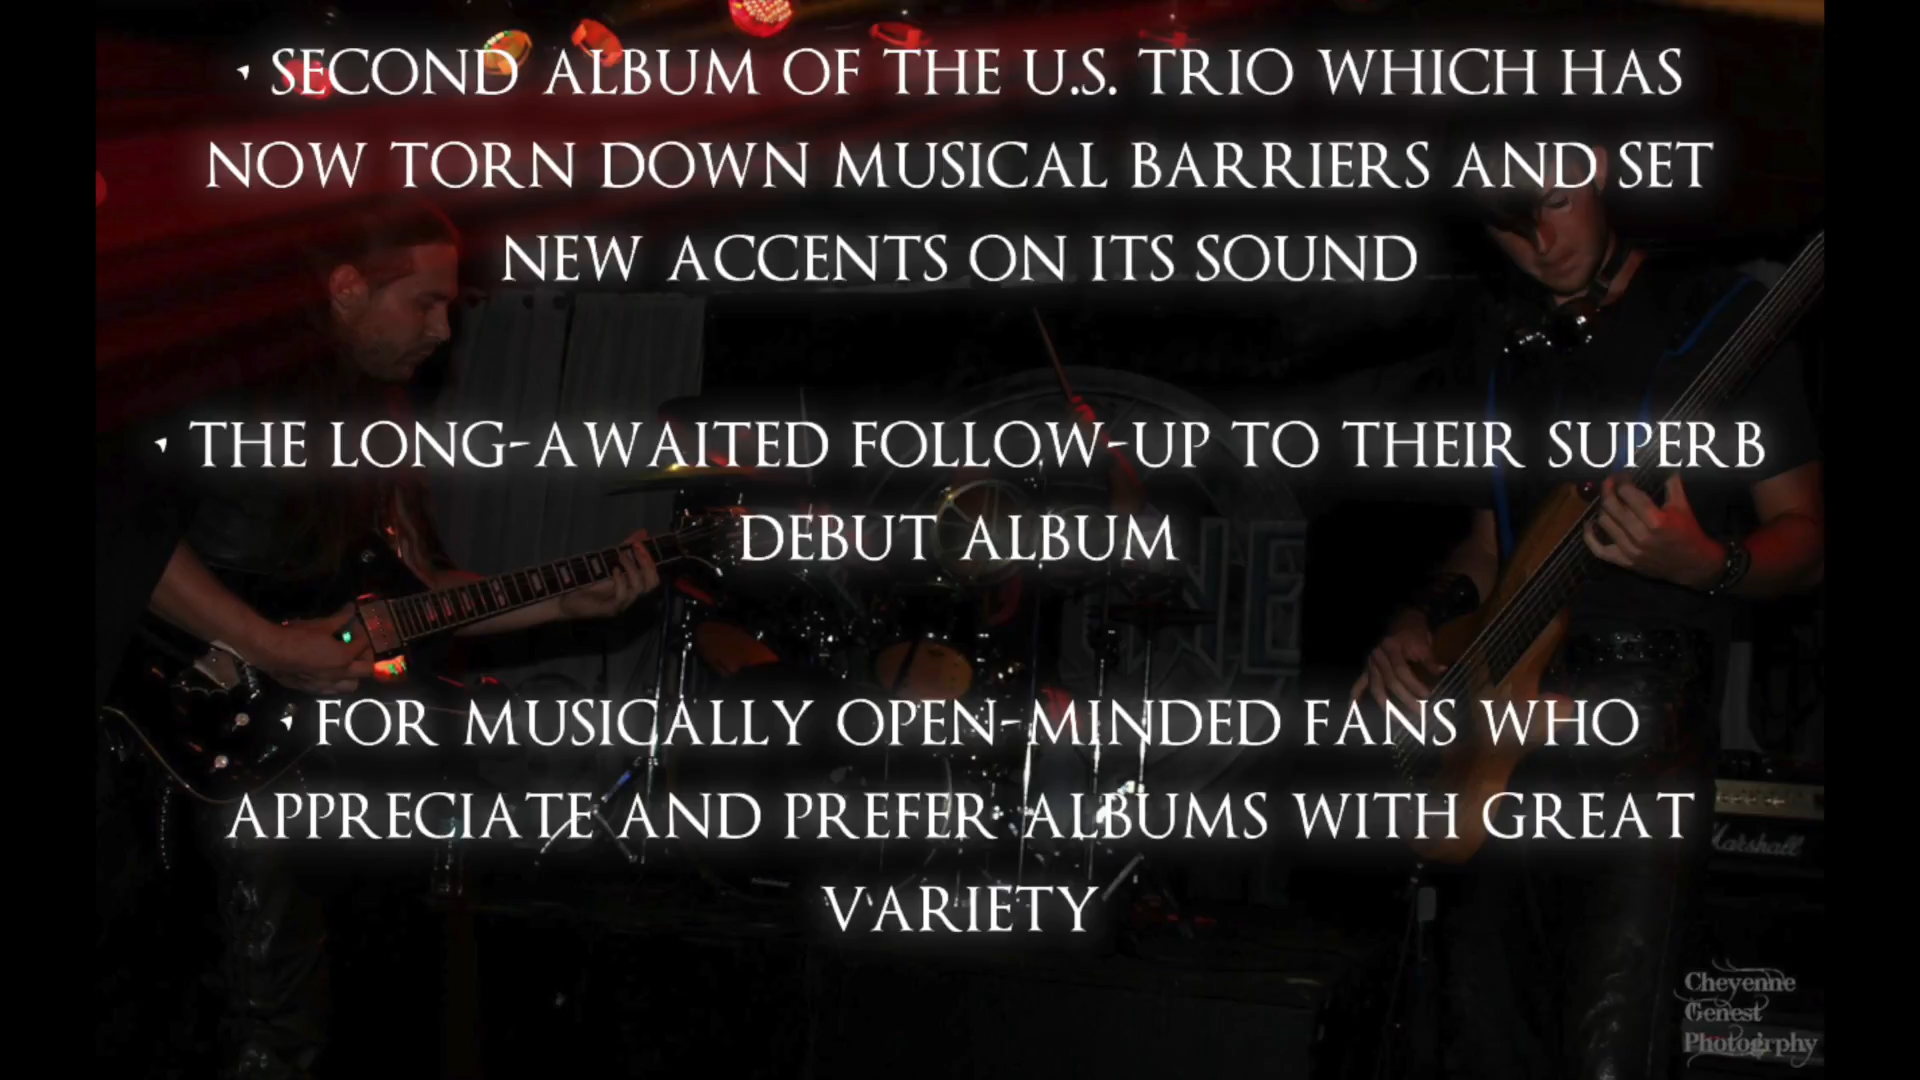 • SECOND ALBUM OF THE U.S. TRIO WHICH HAS
NOW TORN DOWN MUSICAL BARRIERS AND SET
NEW ACCENTS ON ITS SOUND
• THE LONG-AWAITED FOLLOW-UP TO THEIR SUPERB
DEBUT ALBUM
• FOR MUSICALLY OPEN-MINDED FANS WHO
APPRECIATE AND PREFER ALBUMS WITH GREAT
VARIETY
Marshall
Cheyenne
Genest
Photogrphy